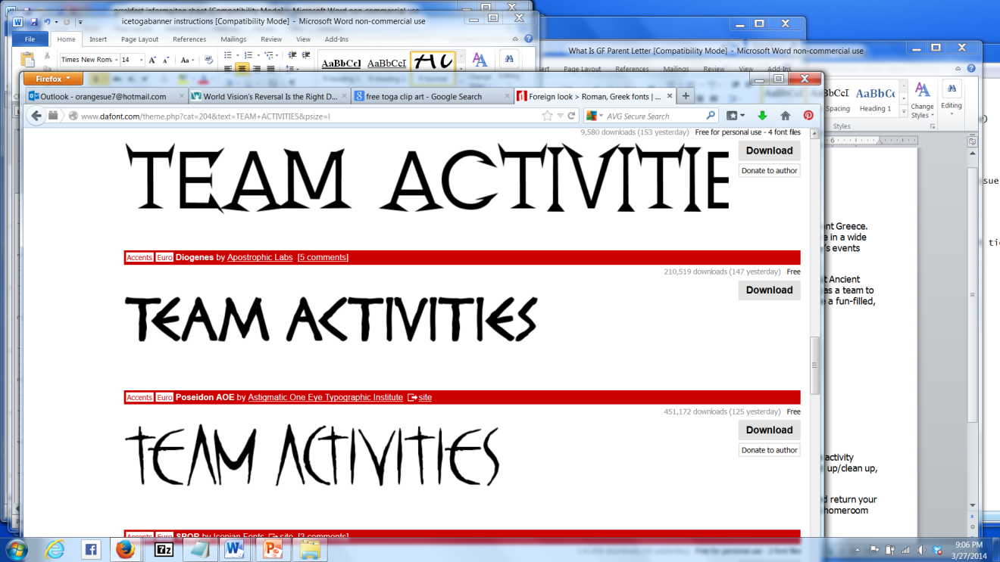 icetogabanner instructions [Compatibility Mode] - Microsoft Word non-commercial use
File Home Insert Page Layout References Mailings Review View Add-Ins
Times New Rom 14 Aa
AaBbCcI AaBbCcI
What Is GF Parent Letter [Compatibility Mode] - Microsoft Word non-commercial use
Page Layout References Mailings Review View Add-Ins
BbCcI AaBbCc
Spacing Heading 1 Change Styles Editing
Styles
Firefox
Outlook - orangesue7@hotmail.com
World Vision's Reversal Is the Right D...
free toga clip art - Google Search
Foreign look > Roman, Greek fonts | ...
www.dafont.com/theme.php?cat=204&text=TEAM+ACTIVITIES&psize=l
AVG Secure Search
9,580 downloads (153 yesterday) Free for personal use - 4 font files
TEAM ACTIVITIE
Download
Donate to author
Accents Euro Diogenes by Apostrophic Labs [5 comments]
210,519 downloads (147 yesterday) Free
TEAM ACTIVITIES
Download
Accents Euro Poseidon AOE by Astigmatic One Eye Typographic Institute site
451,172 downloads (125 yesterday) Free
TEAM ACTIVITIES
Download
Donate to author
Accents Euro SPQR by Iconian Fonts site [3 comments]
nt Greece.
e in a wide
's events
t Ancient
as a team to
e a fun-filled,
activity
up/clean up,
d return your
homeroom
sue
tic
7z
9:06 PM
3/27/2014